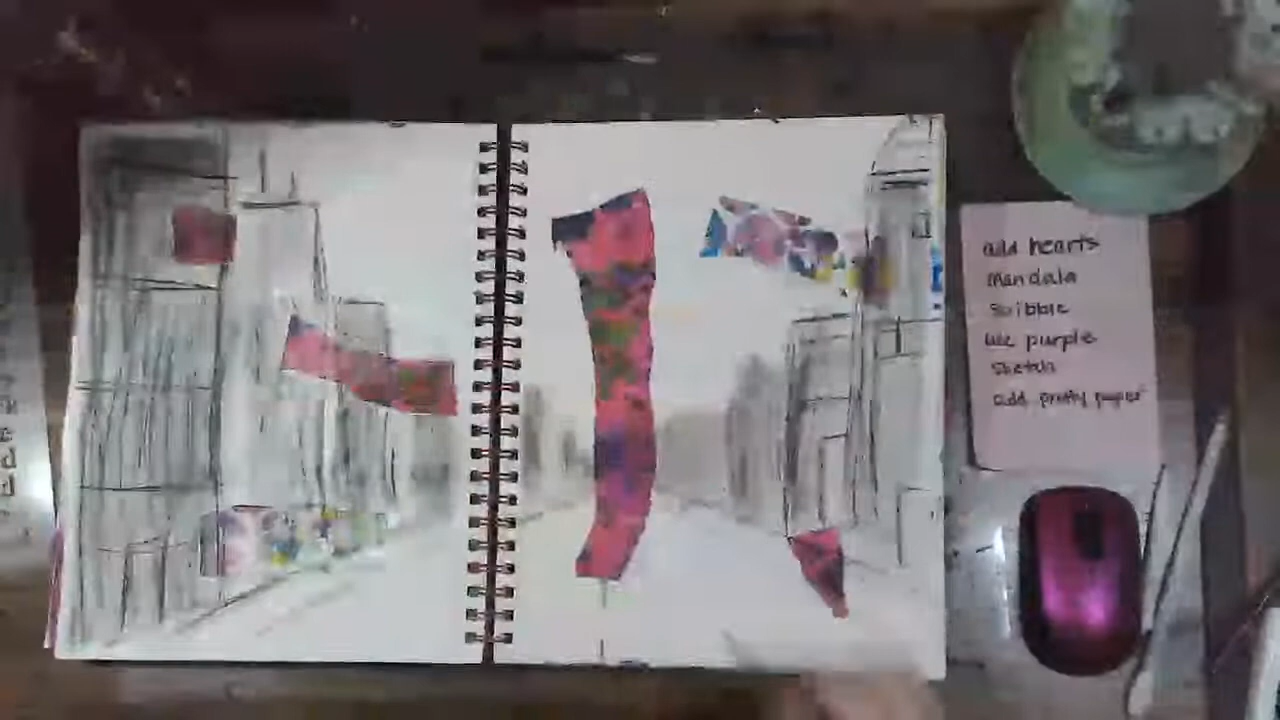 add hearts
Mandala
Scribble
use purple
Sketch
add pretty paper
d
d